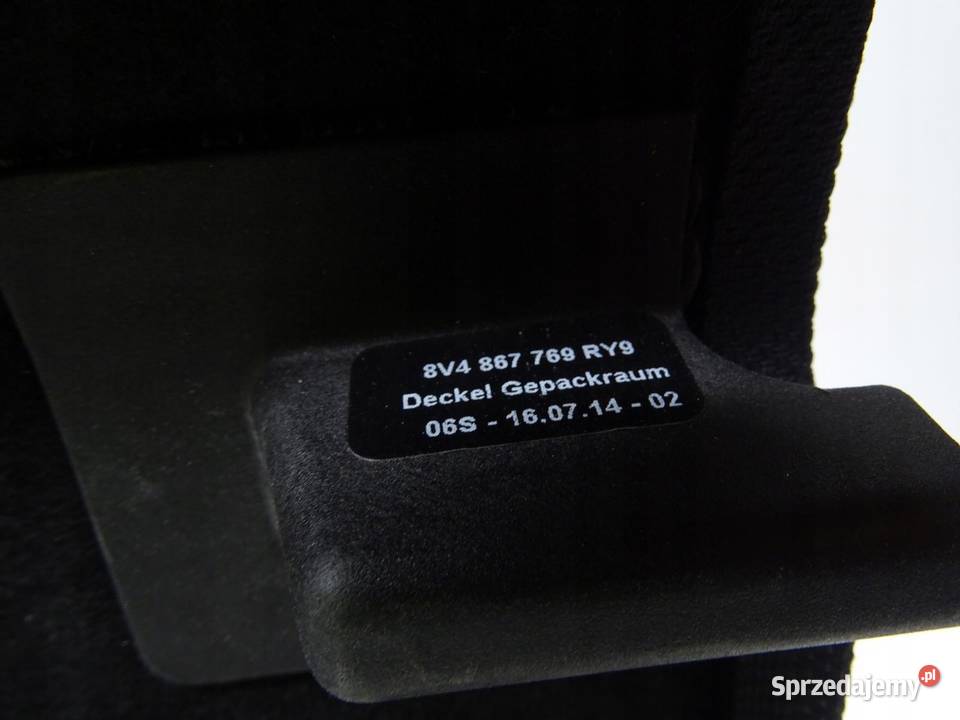 8V4 867 769 RY9
Deckel Gepackraum
06S - 16.07.14 - 02
Sprzedajemy.pl